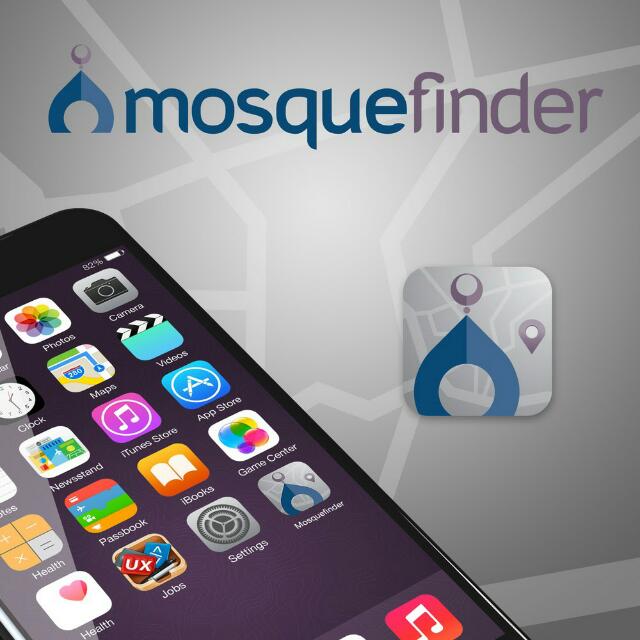 mosquefinder
82%
Camera
Photos
Videos
Maps
App Store
Clock
iTunes Store
Game Center
Newsstand
iBooks
Mosquefinder
Passbook
Settings
Health
UX
Jobs
Health
280